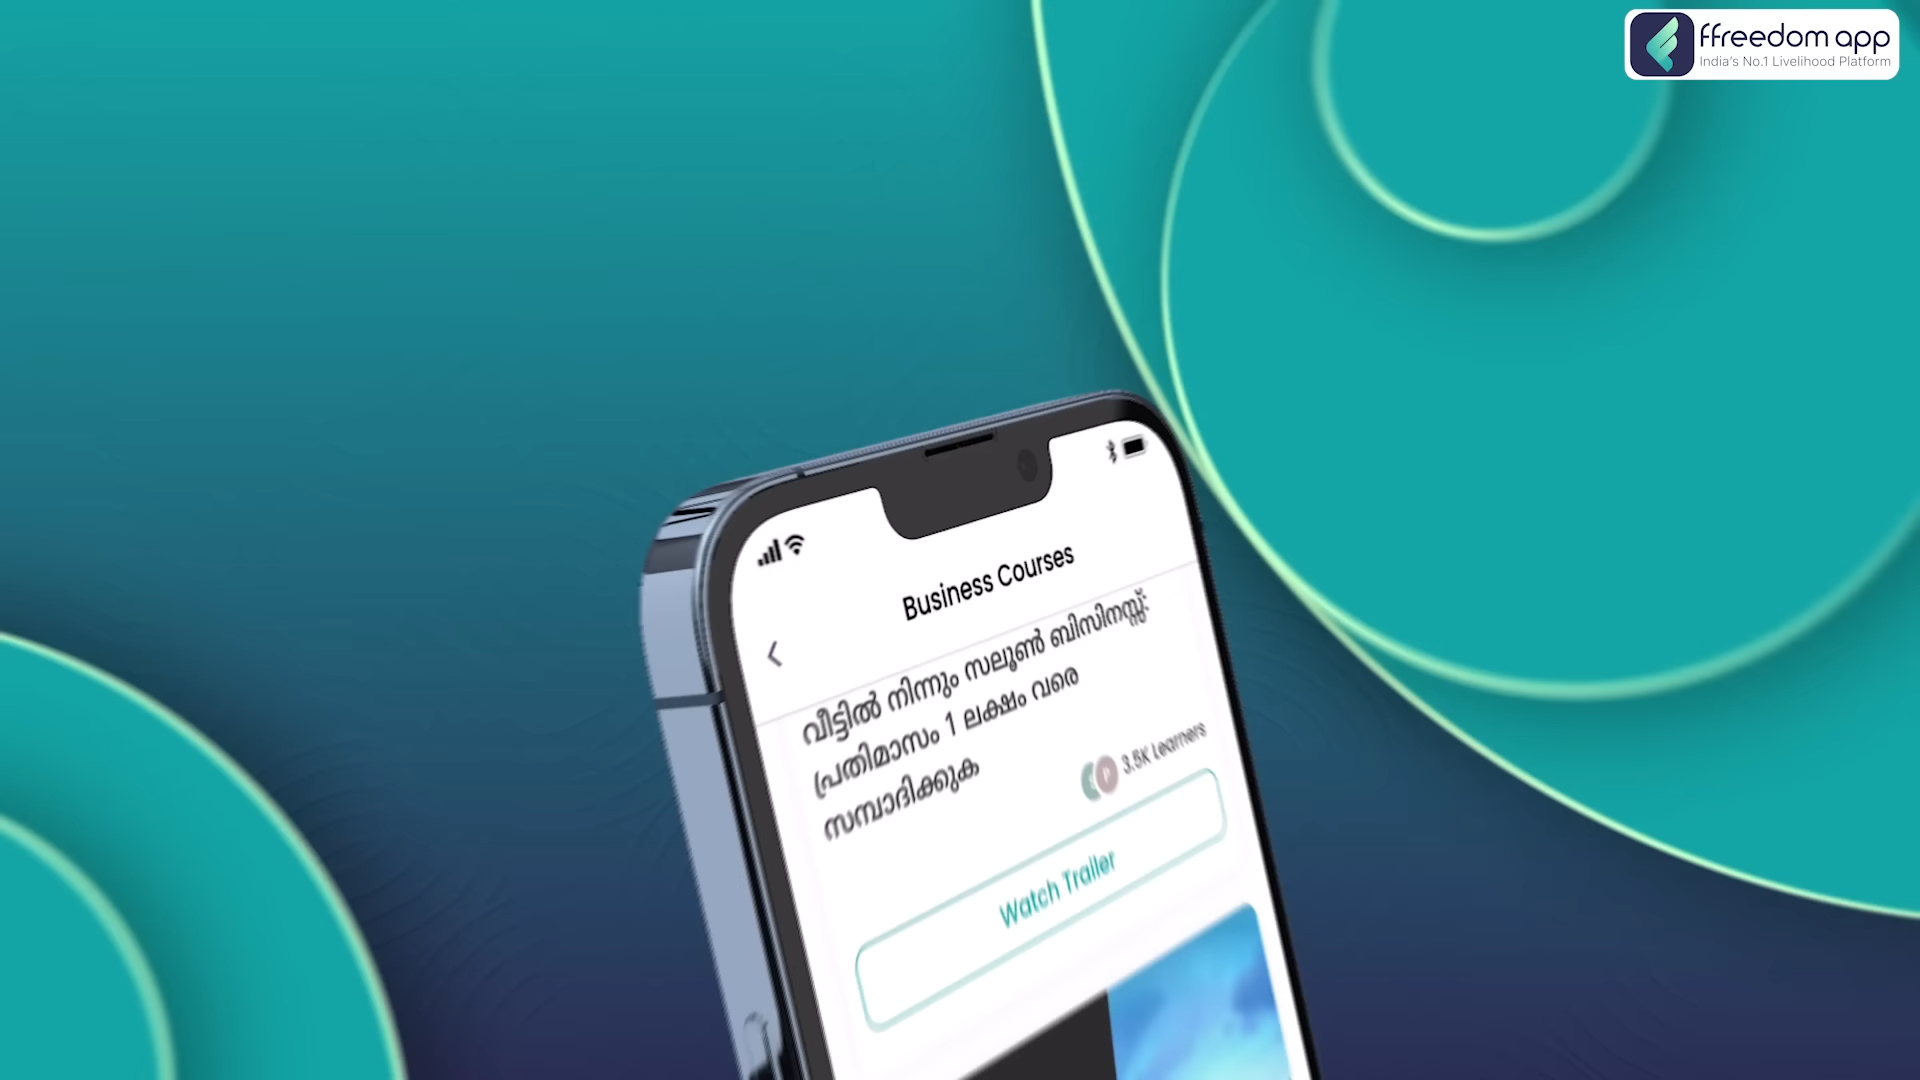 ffreedom app
India's No.1 Livelihood Platform
Business Courses
വീട്ടിൽ നിന്നും സലൂൺ ബിസിനസ്സ്:
പ്രതിമാസം 1 ലക്ഷം വരെ
സമ്പാദിക്കുക
3.5K Learners
Watch Trailer